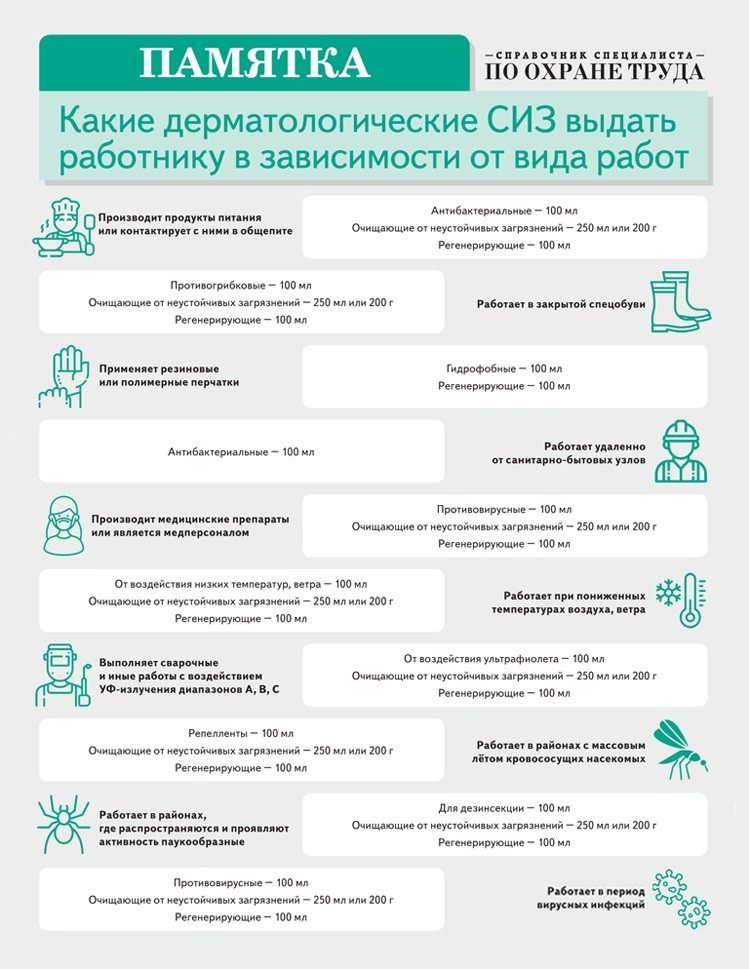 ПАМЯТКА
СПРАВОЧНИК СПЕЦИАЛИСТА
ПО ОХРАНЕ ТРУДА
Какие дерматологические СИЗ выдать
работнику в зависимости от вида работ
Производит продукты питания
или контактирует с ними в общепите
Антибактериальные — 100 мл
Очищающие от неустойчивых загрязнений — 250 мл или 200 г
Регенерирующие — 100 мл
Противогрибковые — 100 мл
Очищающие от неустойчивых загрязнений — 250 мл или 200 г
Регенерирующие — 100 мл
Работает в закрытой спецобуви
Применяет резиновые
или полимерные перчатки
Гидрофобные — 100 мл
Регенерирующие — 100 мл
Антибактериальные — 100 мл
Работает удаленно
от санитарно-бытовых узлов
Производит медицинские препараты
или является медперсоналом
Противовирусные — 100 мл
Очищающие от неустойчивых загрязнений — 250 мл или 200 г
Регенерирующие — 100 мл
От воздействия низких температур, ветра — 100 мл
Очищающие от неустойчивых загрязнений — 250 мл или 200 г
Регенерирующие — 100 мл
Работает при пониженных
температурах воздуха, ветра
Выполняет сварочные
и иные работы с воздействием
УФ-излучения диапазонов A, B, C
От воздействия ультрафиолета — 100 мл
Очищающие от неустойчивых загрязнений — 250 мл или 200 г
Регенерирующие — 100 мл
Репелленты — 100 мл
Очищающие от неустойчивых загрязнений — 250 мл или 200 г
Регенерирующие — 100 мл
Работает в районах с массовым
лётом кровососущих насекомых
Работает в районах,
где распространяются и проявляют
активность паукообразные
Для дезинсекции — 100 мл
Очищающие от неустойчивых загрязнений — 250 мл или 200 г
Регенерирующие — 100 мл
Противовирусные — 100 мл
Очищающие от неустойчивых загрязнений — 250 мл или 200 г
Регенерирующие — 100 мл
Работает в период
вирусных инфекций